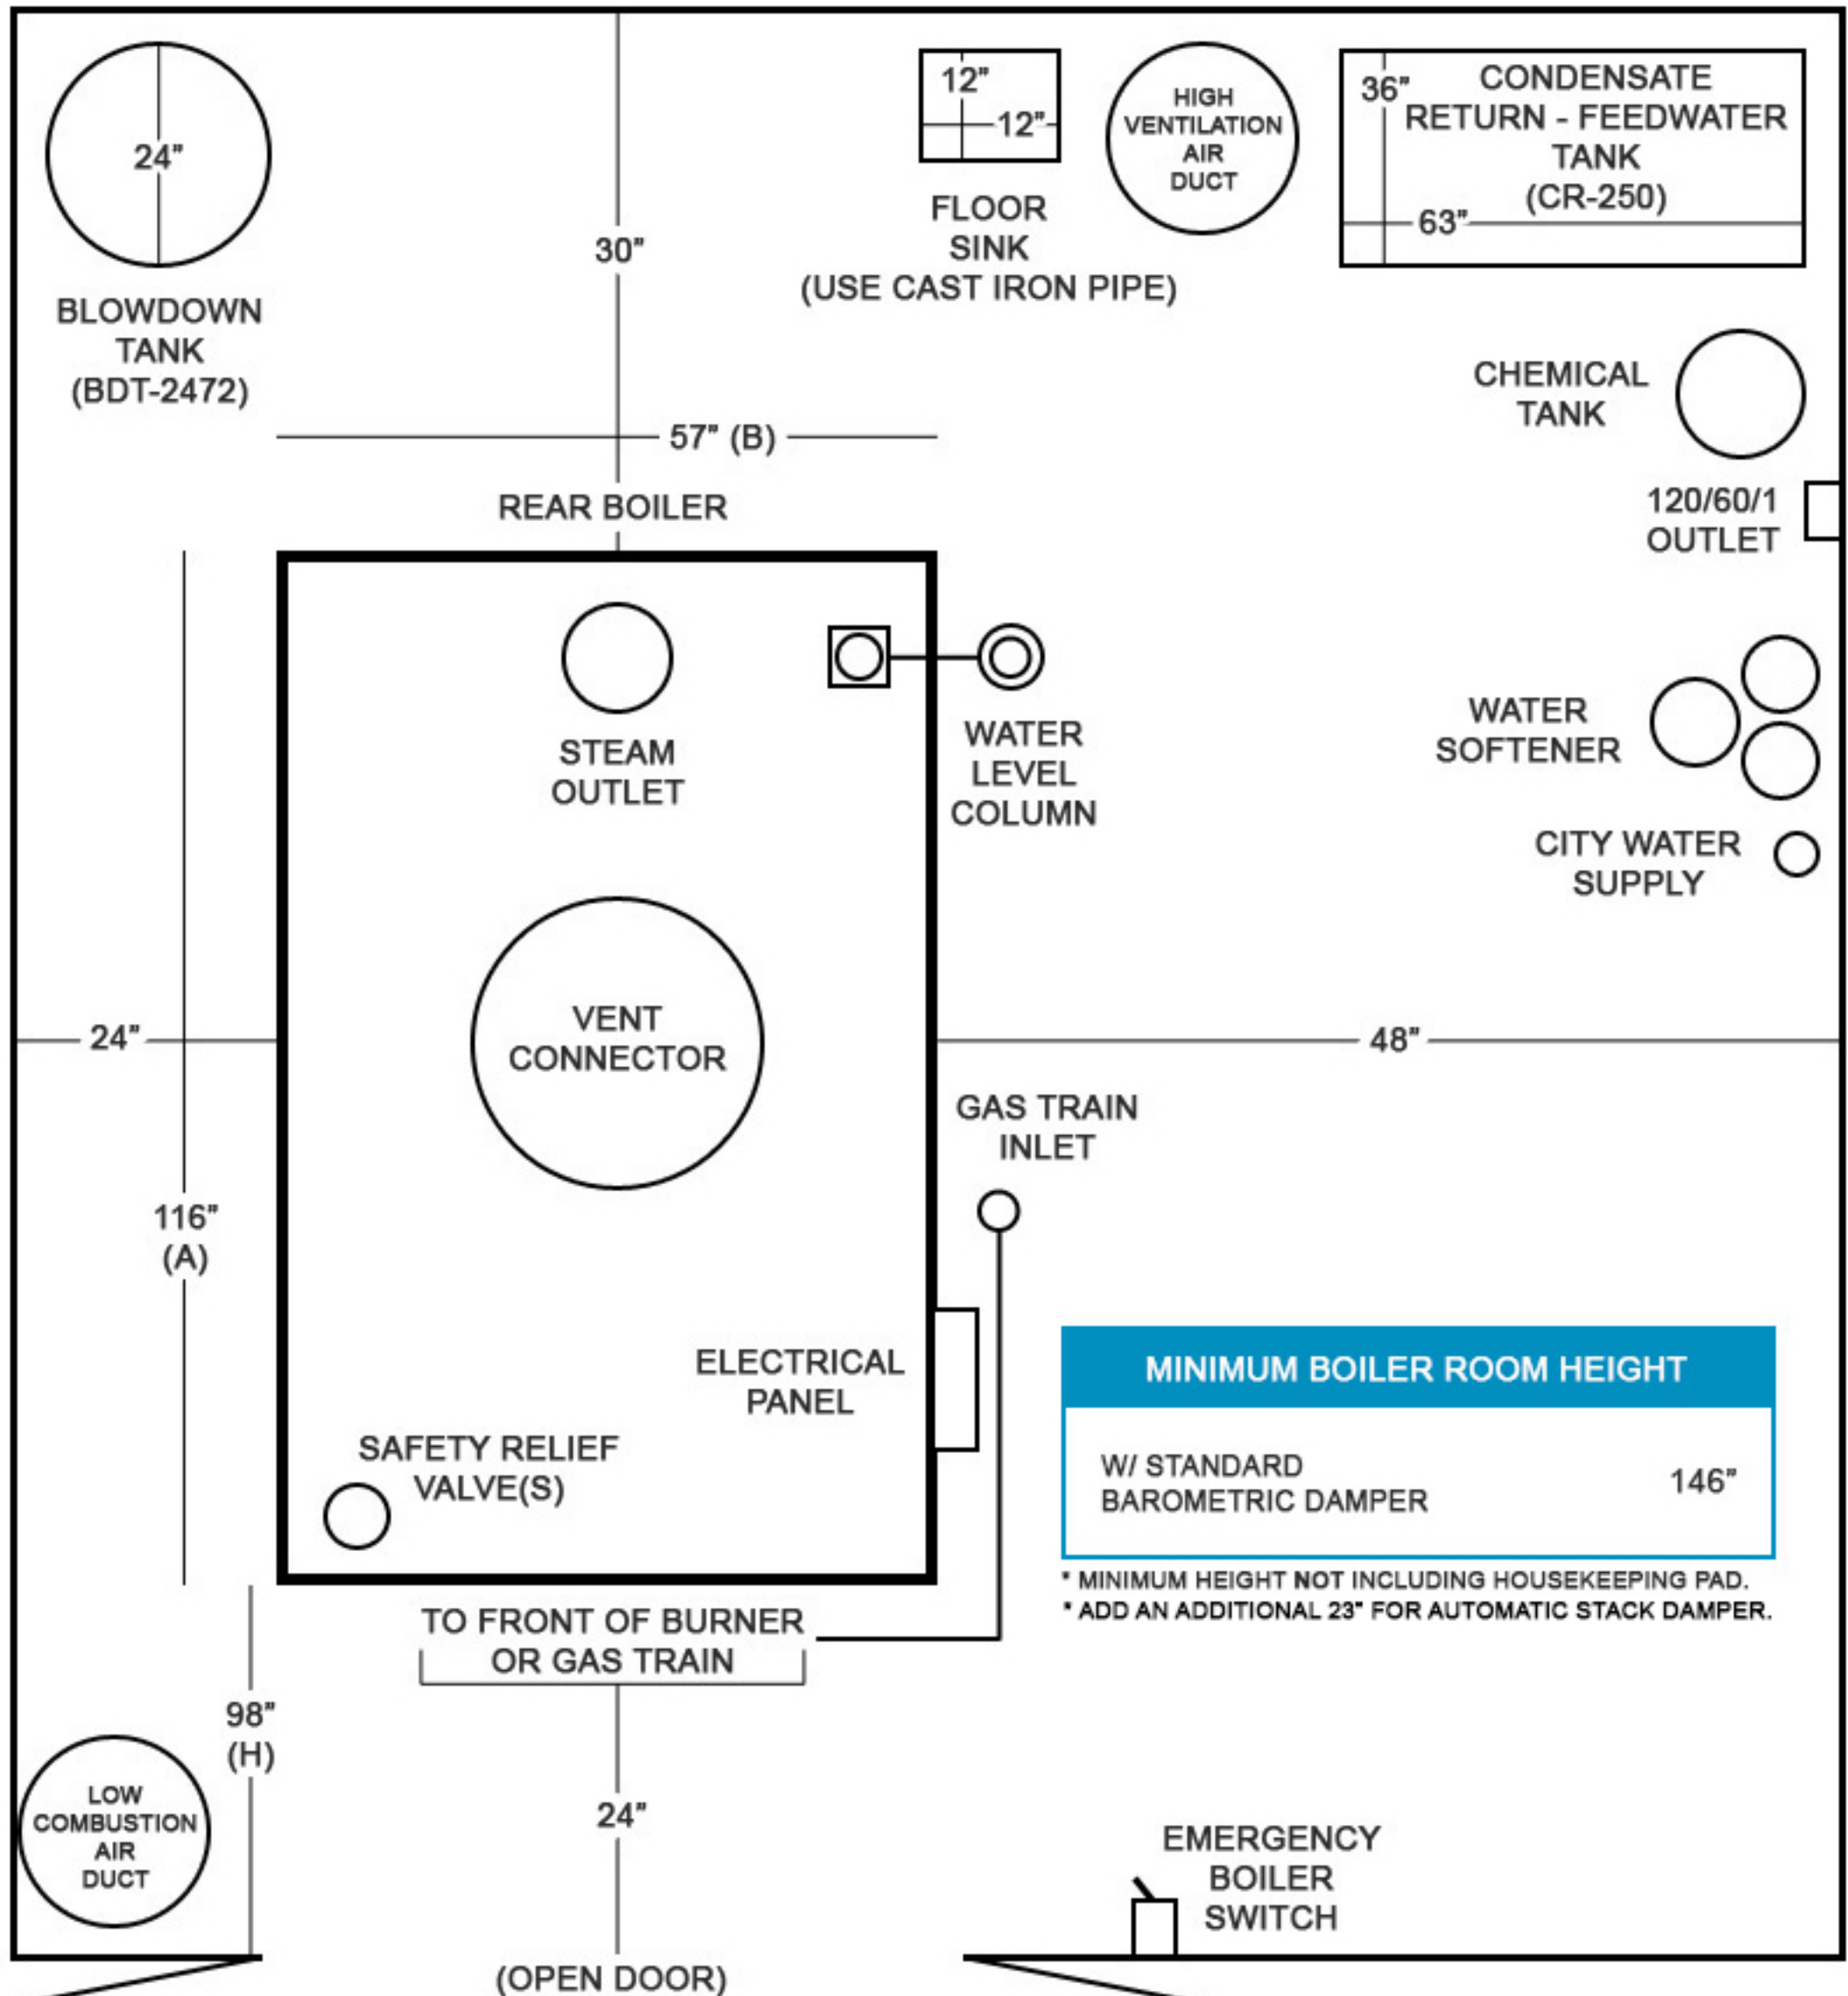 24”
BLOWDOWN
TANK
(BDT-2472)
30”
12”
12”
FLOOR
SINK
(USE CAST IRON PIPE)
HIGH
VENTILATION
AIR
DUCT
36”
CONDENSATE
RETURN - FEEDWATER
TANK
(CR-250)
63”
CHEMICAL
TANK
120/60/1
OUTLET
57” (B)
REAR BOILER
STEAM
OUTLET
WATER
LEVEL
COLUMN
WATER
SOFTENER
CITY WATER
SUPPLY
VENT
CONNECTOR
24”
48”
116”
(A)
GAS TRAIN
INLET
ELECTRICAL
PANEL
SAFETY RELIEF
VALVE(S)
MINIMUM BOILER ROOM HEIGHT
W/ STANDARD
BAROMETRIC DAMPER
146”
* MINIMUM HEIGHT NOT INCLUDING HOUSEKEEPING PAD.
* ADD AN ADDITIONAL 23” FOR AUTOMATIC STACK DAMPER.
TO FRONT OF BURNER
OR GAS TRAIN
98”
(H)
LOW
COMBUSTION
AIR
DUCT
24”
EMERGENCY
BOILER
SWITCH
(OPEN DOOR)